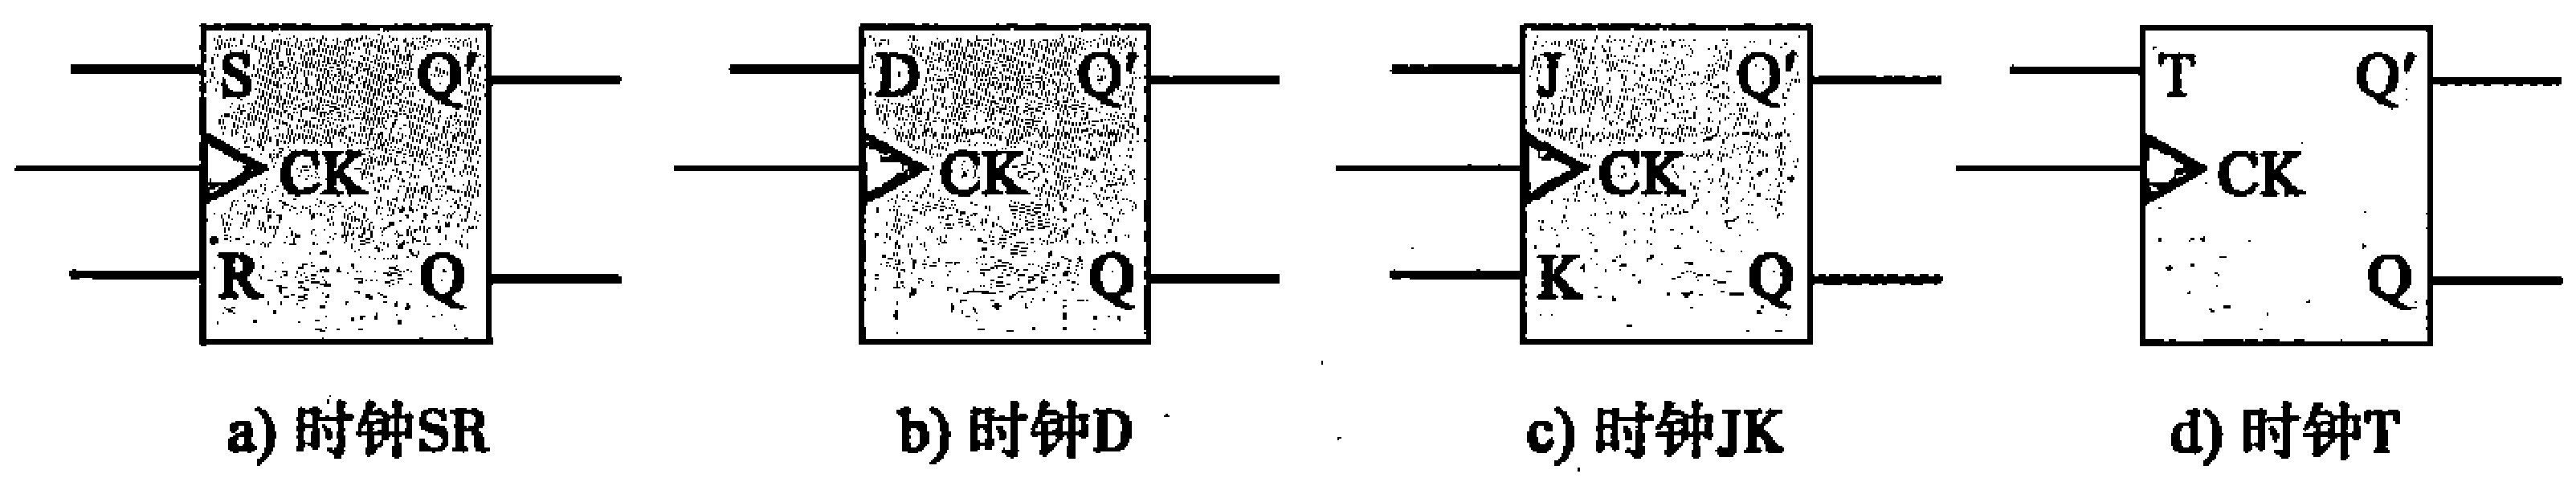 S Q' D Q' J Q' T Q'
CK CK CK CK
R Q Q K Q Q
a) 时钟SR b) 时钟D c) 时钟JK d) 时钟T